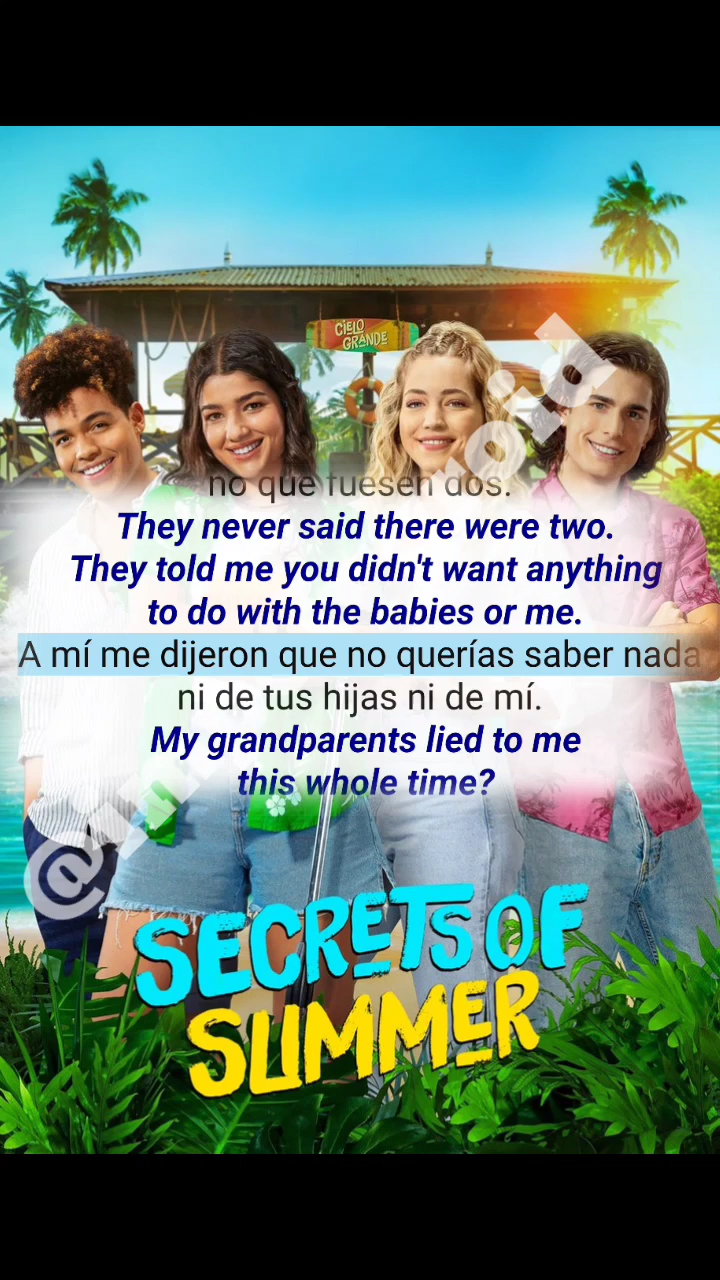 CIELO
GRANDE
no que fuesen dos.
They never said there were two.
They told me you didn't want anything
to do with the babies or me.
A mí me dijeron que no querías saber nada
ni de tus hijas ni de mí.
My grandparents lied to me
this whole time?
SECRETS OF
SUMMER